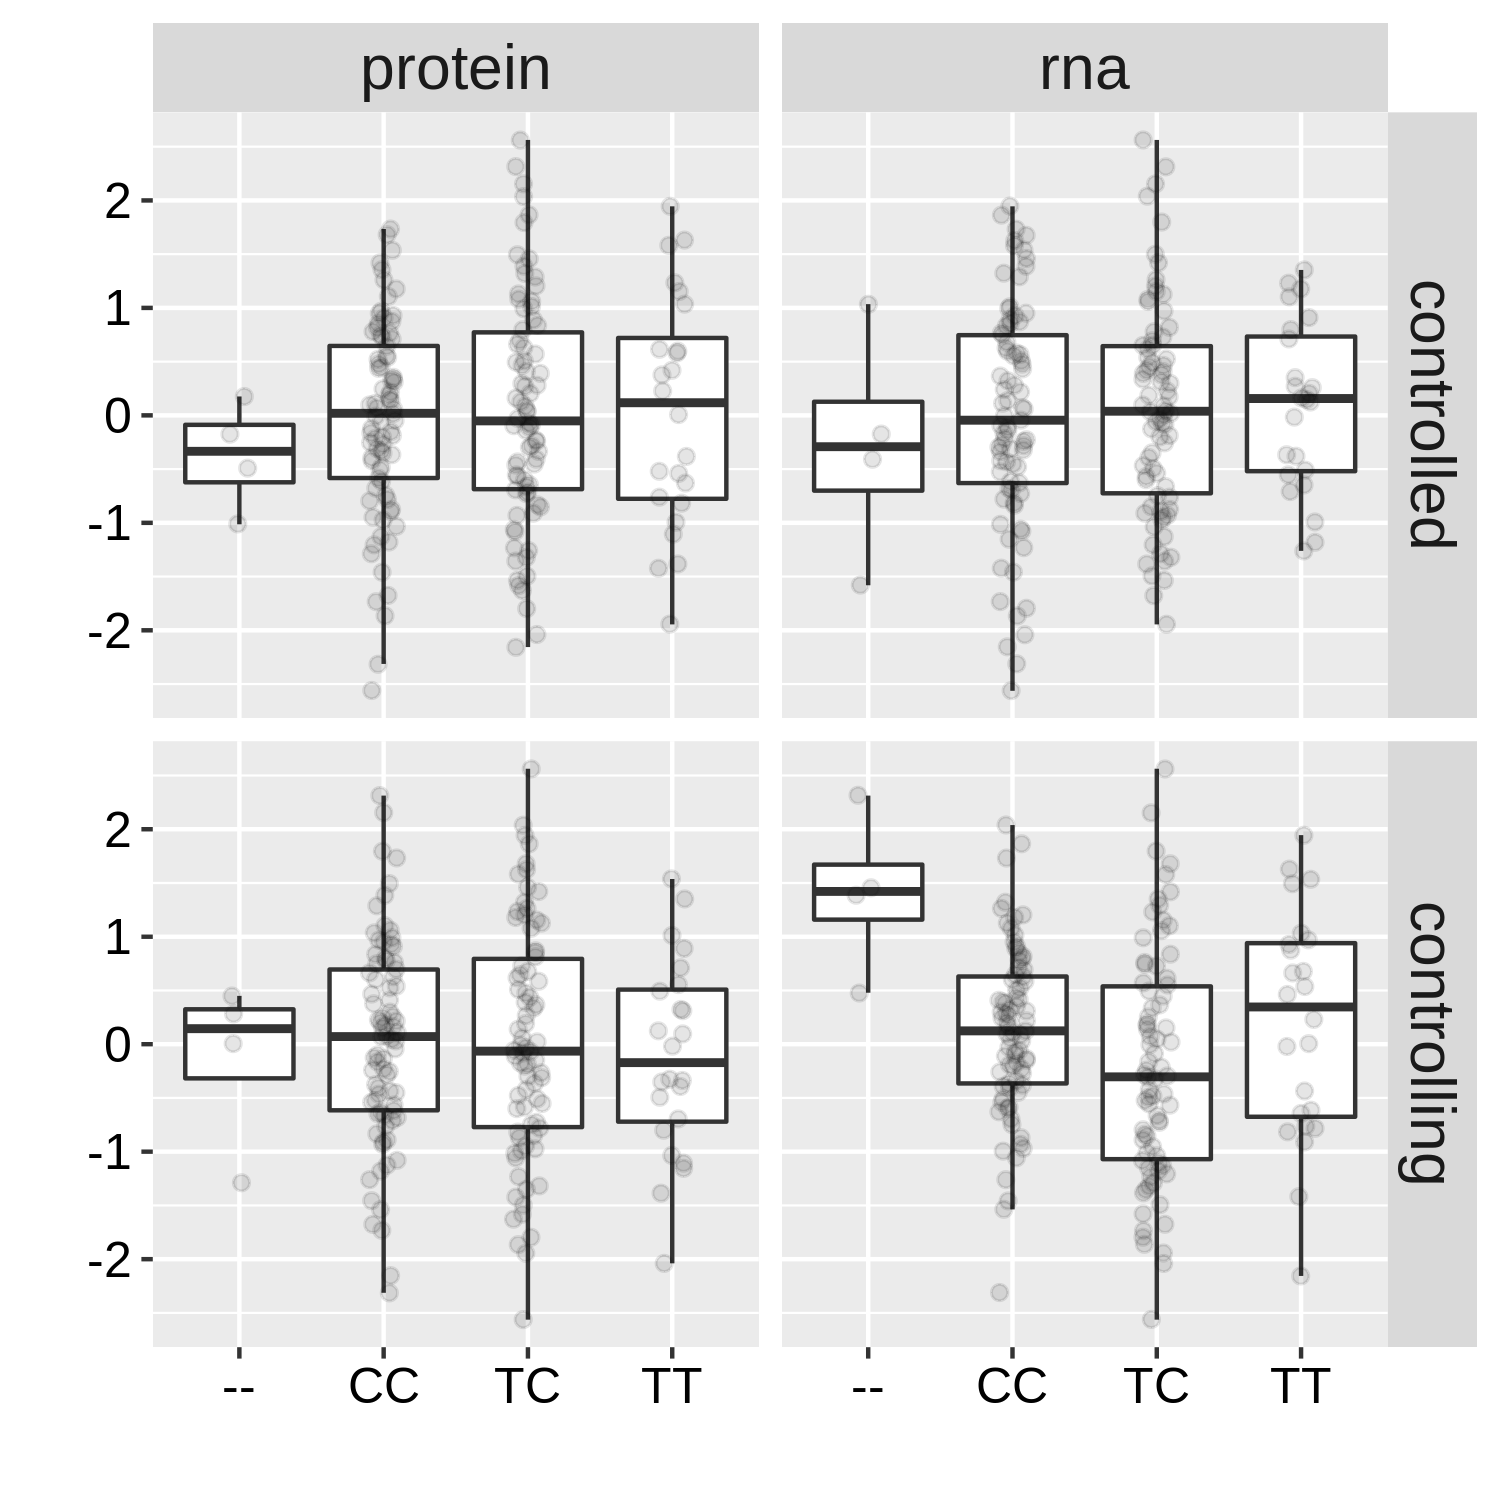 protein rna
controlled
2
1
0
-1
-2
controlling
2
1
0
-1
-2
-- CC TC TT -- CC TC TT